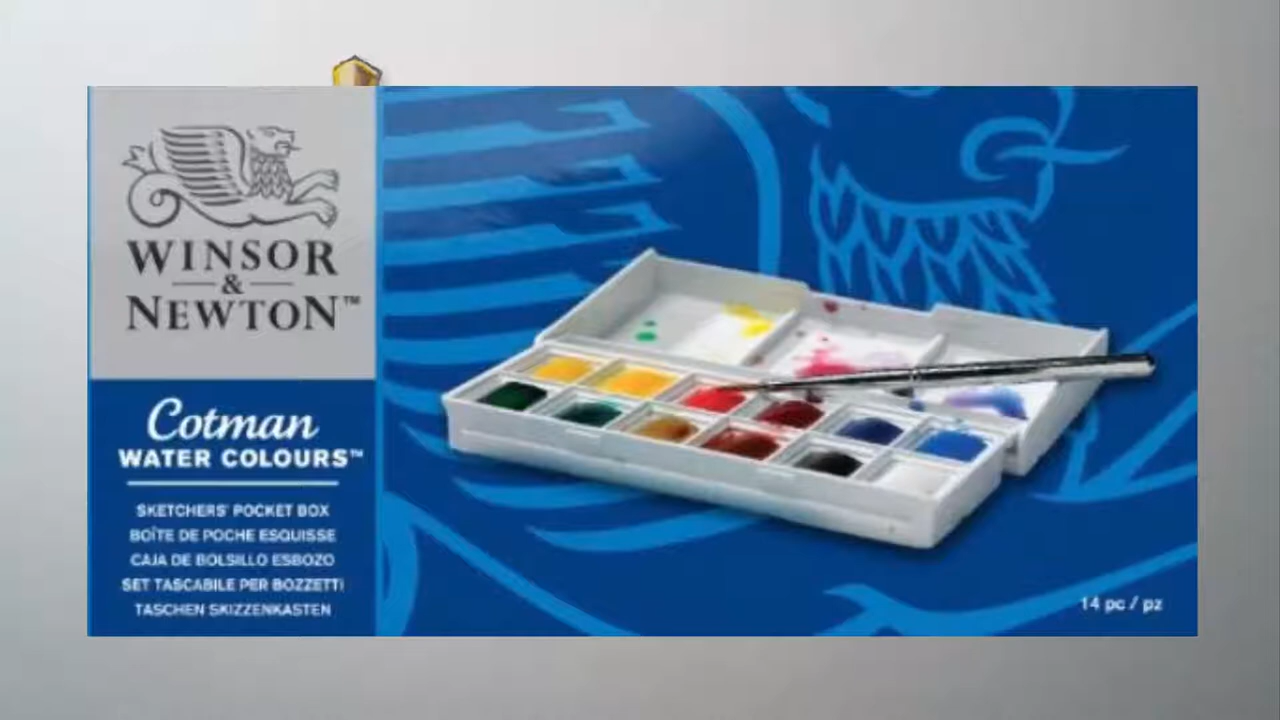 WINSOR
&
NEWTON™
Cotman
WATER COLOURS™
SKETCHERS' POCKET BOX
BOÎTE DE POCHE ESQUISSE
CAJA DE BOLSILLO ESBOZO
SET TASCABILE PER BOZZETTI
TASCHEN SKIZZENKASTEN
14 pc / pz